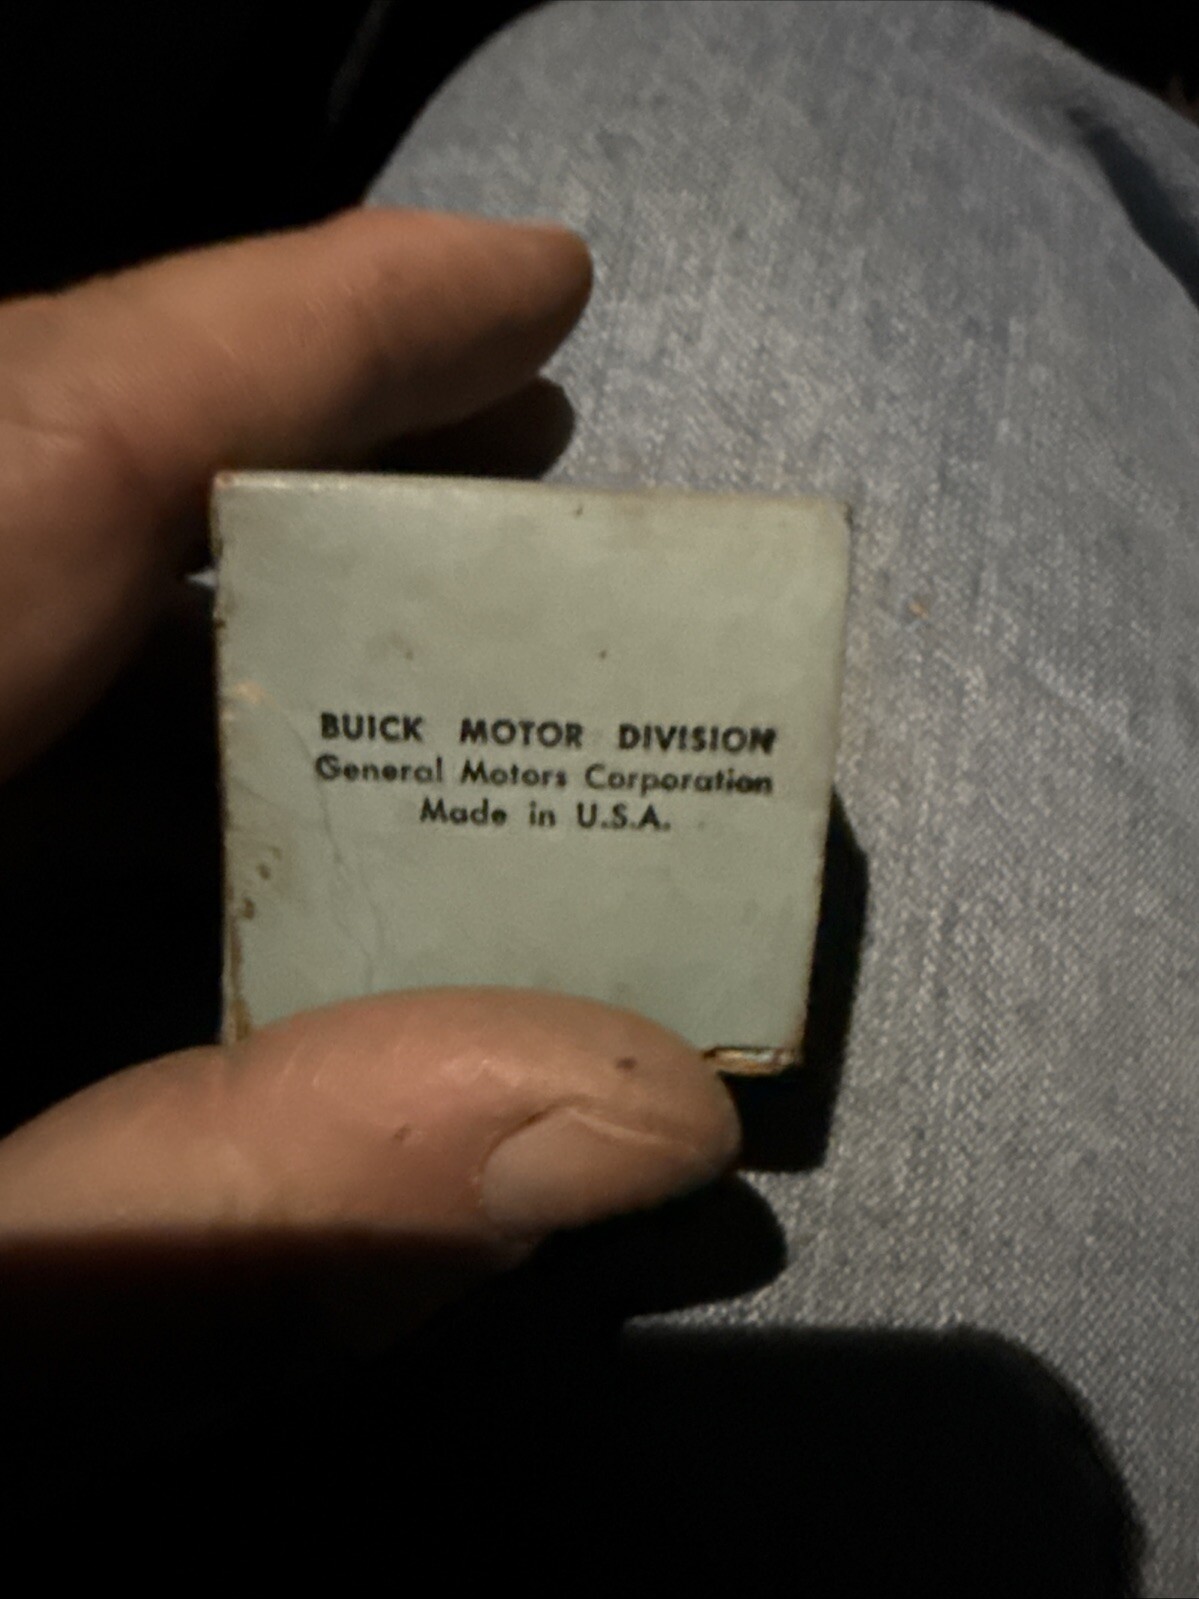 BUICK MOTOR DIVISION
General Motors Corporation
Made in U.S.A.